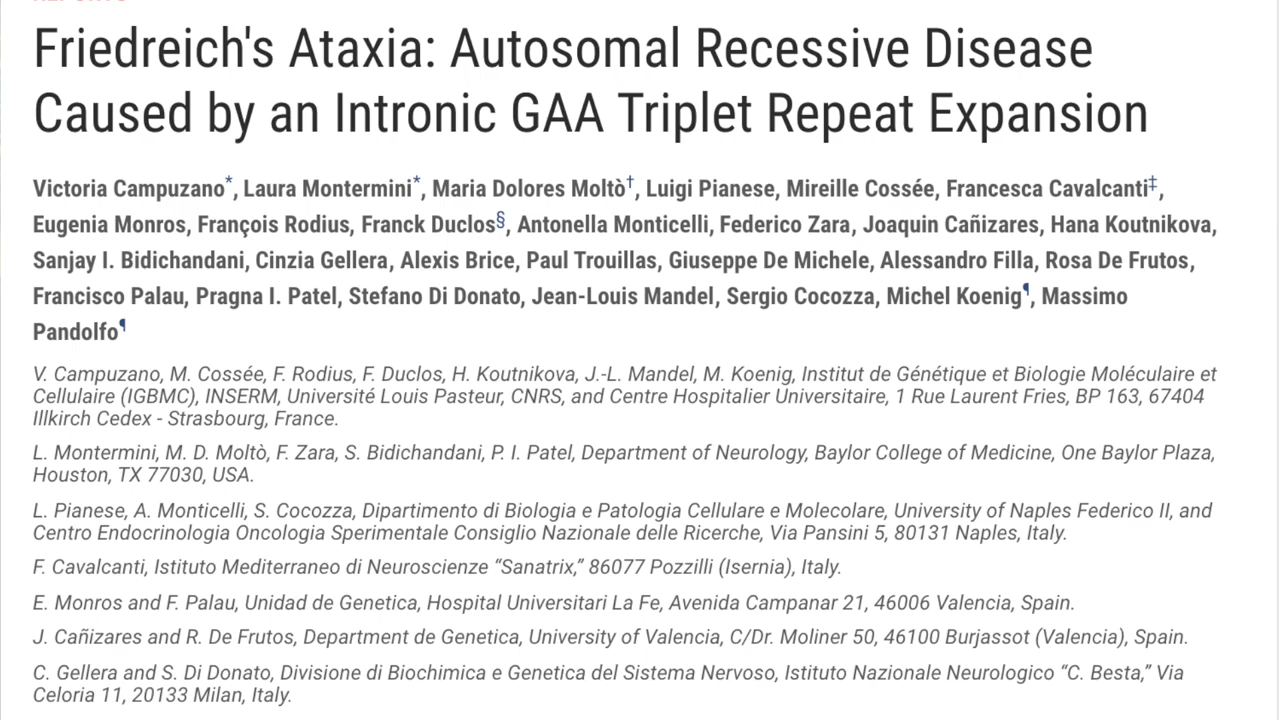 Friedreich's Ataxia: Autosomal Recessive Disease
Caused by an Intronic GAA Triplet Repeat Expansion
Victoria Campuzano*, Laura Montermini*, Maria Dolores Moltò†, Luigi Pianese, Mireille Cossée, Francesca Cavalcanti‡,
Eugenia Monros, François Rodius, Franck Duclos§, Antonella Monticelli, Federico Zara, Joaquin Cañizares, Hana Koutnikova,
Sanjay I. Bidichandani, Cinzia Gellera, Alexis Brice, Paul Trouillas, Giuseppe De Michele, Alessandro Filla, Rosa De Frutos,
Francisco Palau, Pragna I. Patel, Stefano Di Donato, Jean-Louis Mandel, Sergio Cocozza, Michel Koenig¶, Massimo
Pandolfo¶
V. Campuzano, M. Cossée, F. Rodius, F. Duclos, H. Koutnikova, J.-L. Mandel, M. Koenig, Institut de Génétique et Biologie Moléculaire et
Cellulaire (IGBMC), INSERM, Université Louis Pasteur, CNRS, and Centre Hospitalier Universitaire, 1 Rue Laurent Fries, BP 163, 67404
Illkirch Cedex - Strasbourg, France.
L. Montermini, M. D. Moltò, F. Zara, S. Bidichandani, P. I. Patel, Department of Neurology, Baylor College of Medicine, One Baylor Plaza,
Houston, TX 77030, USA.
L. Pianese, A. Monticelli, S. Cocozza, Dipartimento di Biologia e Patologia Cellulare e Molecolare, University of Naples Federico II, and
Centro Endocrinologia Oncologia Sperimentale Consiglio Nazionale delle Ricerche, Via Pansini 5, 80131 Naples, Italy.
F. Cavalcanti, Istituto Mediterraneo di Neuroscienze “Sanatrix,” 86077 Pozzilli (Isernia), Italy.
E. Monros and F. Palau, Unidad de Genetica, Hospital Universitari La Fe, Avenida Campanar 21, 46006 Valencia, Spain.
J. Cañizares and R. De Frutos, Department de Genetica, University of Valencia, C/Dr. Moliner 50, 46100 Burjassot (Valencia), Spain.
C. Gellera and S. Di Donato, Divisione di Biochimica e Genetica del Sistema Nervoso, Istituto Nazionale Neurologico “C. Besta,” Via
Celoria 11, 20133 Milan, Italy.